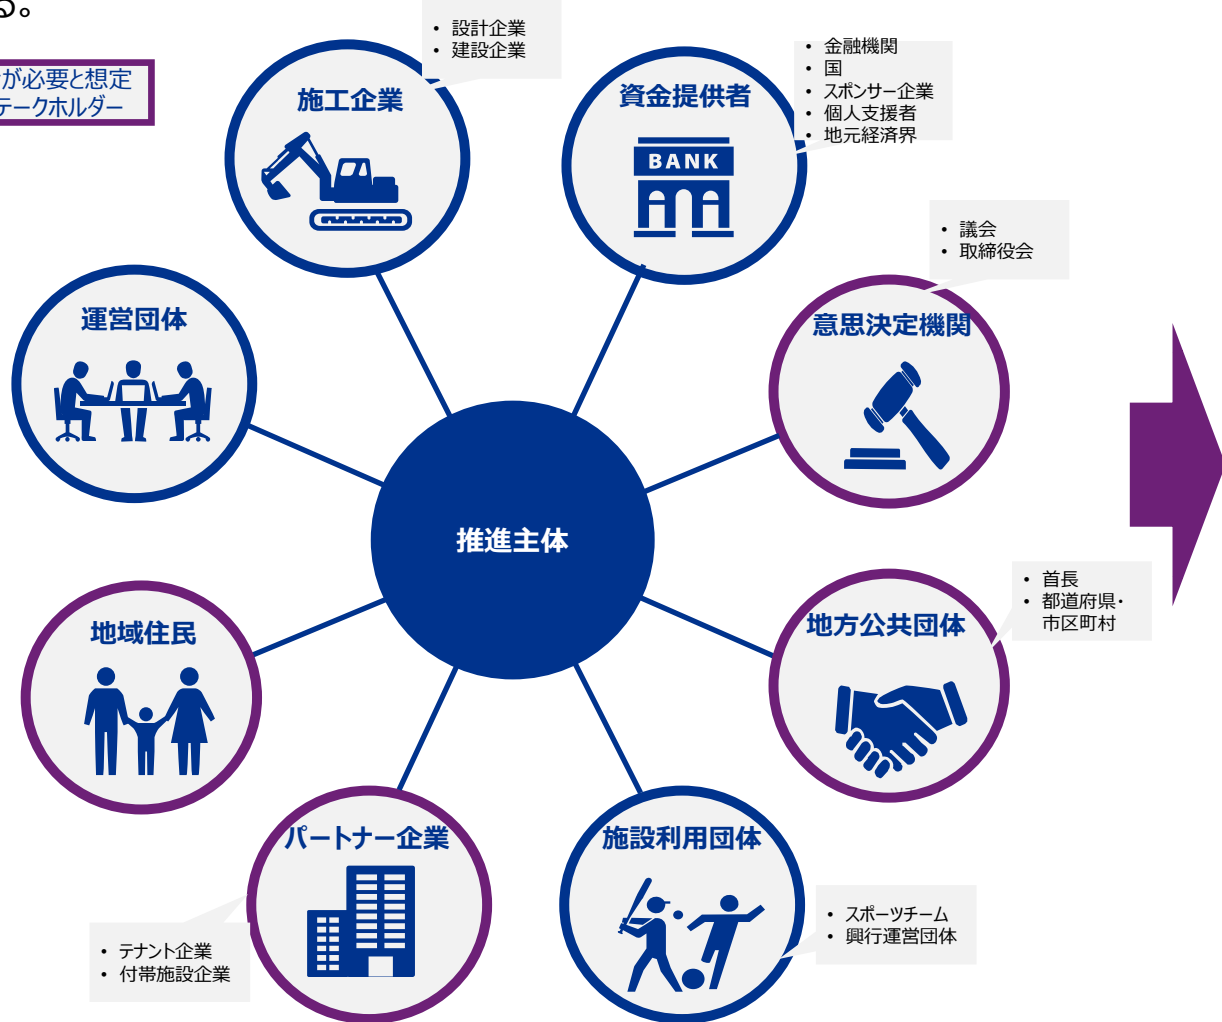 る。
が必要と想定
テークホルダー
• 設計企業
• 建設企業
施工企業
• 金融機関
• 国
• スポンサー企業
• 個人支援者
• 地元経済界
資金提供者
BANK
• 議会
• 取締役会
意思決定機関
運営団体
推進主体
• 首長
• 都道府県・
市区町村
地方公共団体
地域住民
パートナー企業
• テナント企業
• 付帯施設企業
施設利用団体
• スポーツチーム
• 興行運営団体